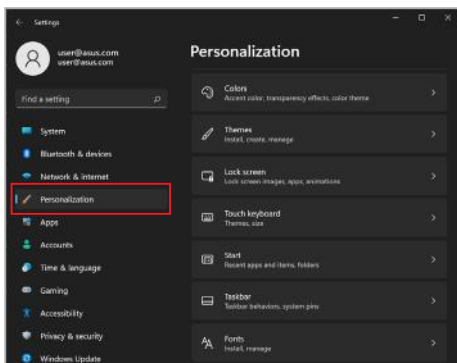 Settings
user@asus.com
user@asus.com
Find a setting
System
Bluetooth & devices
Network & internet
Personalization
Apps
Accounts
Time & language
Gaming
Accessibility
Privacy & security
Windows Update
Personalization
Colors
Accent color, transparency effects, color theme
Themes
Install, create, manage
Lock screen
Lock screen images, apps, animations
Touch keyboard
Themes, size
Start
Recent apps and items, folders
Taskbar
Taskbar behaviors, system pins
Fonts
Install, manage